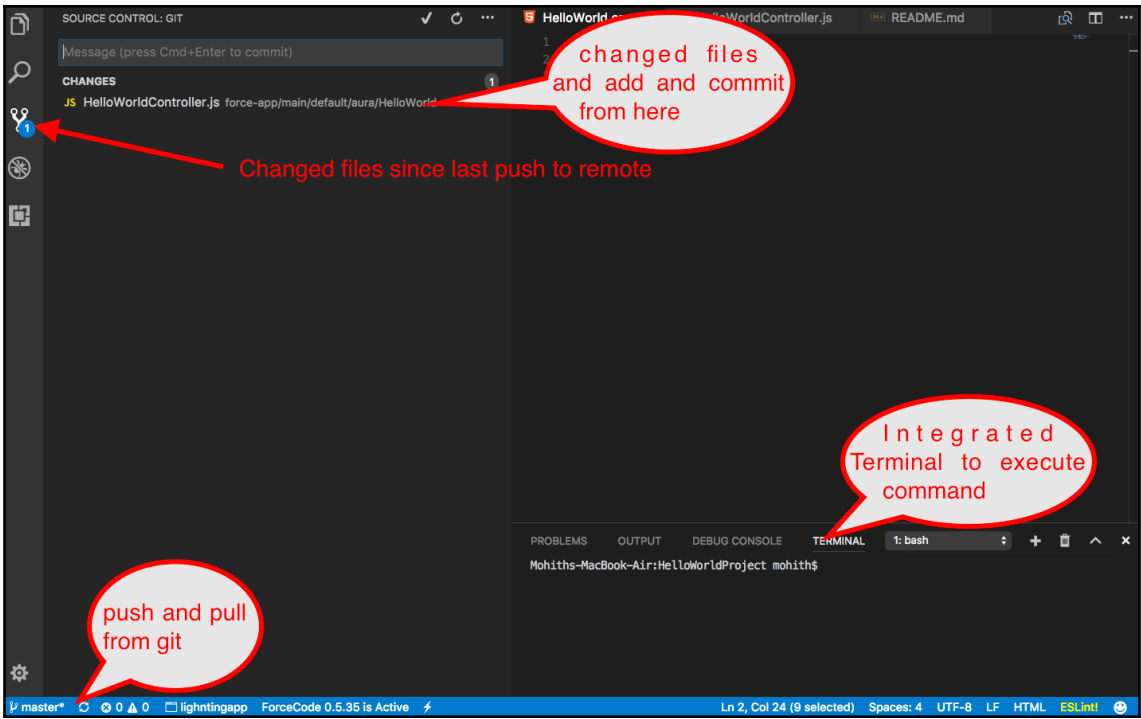 SOURCE CONTROL: GIT
HelloWorld
HelloWorldController.js
README.md
Message (press Cmd+Enter to commit)
CHANGES
1
JS HelloWorldController.js force-app/main/default/aura/HelloWorld
1
1
2
changed files
and add and commit
from here
Changed files since last push to remote
Integrated
Terminal to execute
command
PROBLEMS OUTPUT DEBUG CONSOLE TERMINAL 1: bash
Mohiths-MacBook-Air:HelloWorldProject mohith$
push and pull
from git
master* 0 0 lighntingapp ForceCode 0.5.35 is Active Ln 2, Col 24 (9 selected) Spaces: 4 UTF-8 LF HTML ESLint!